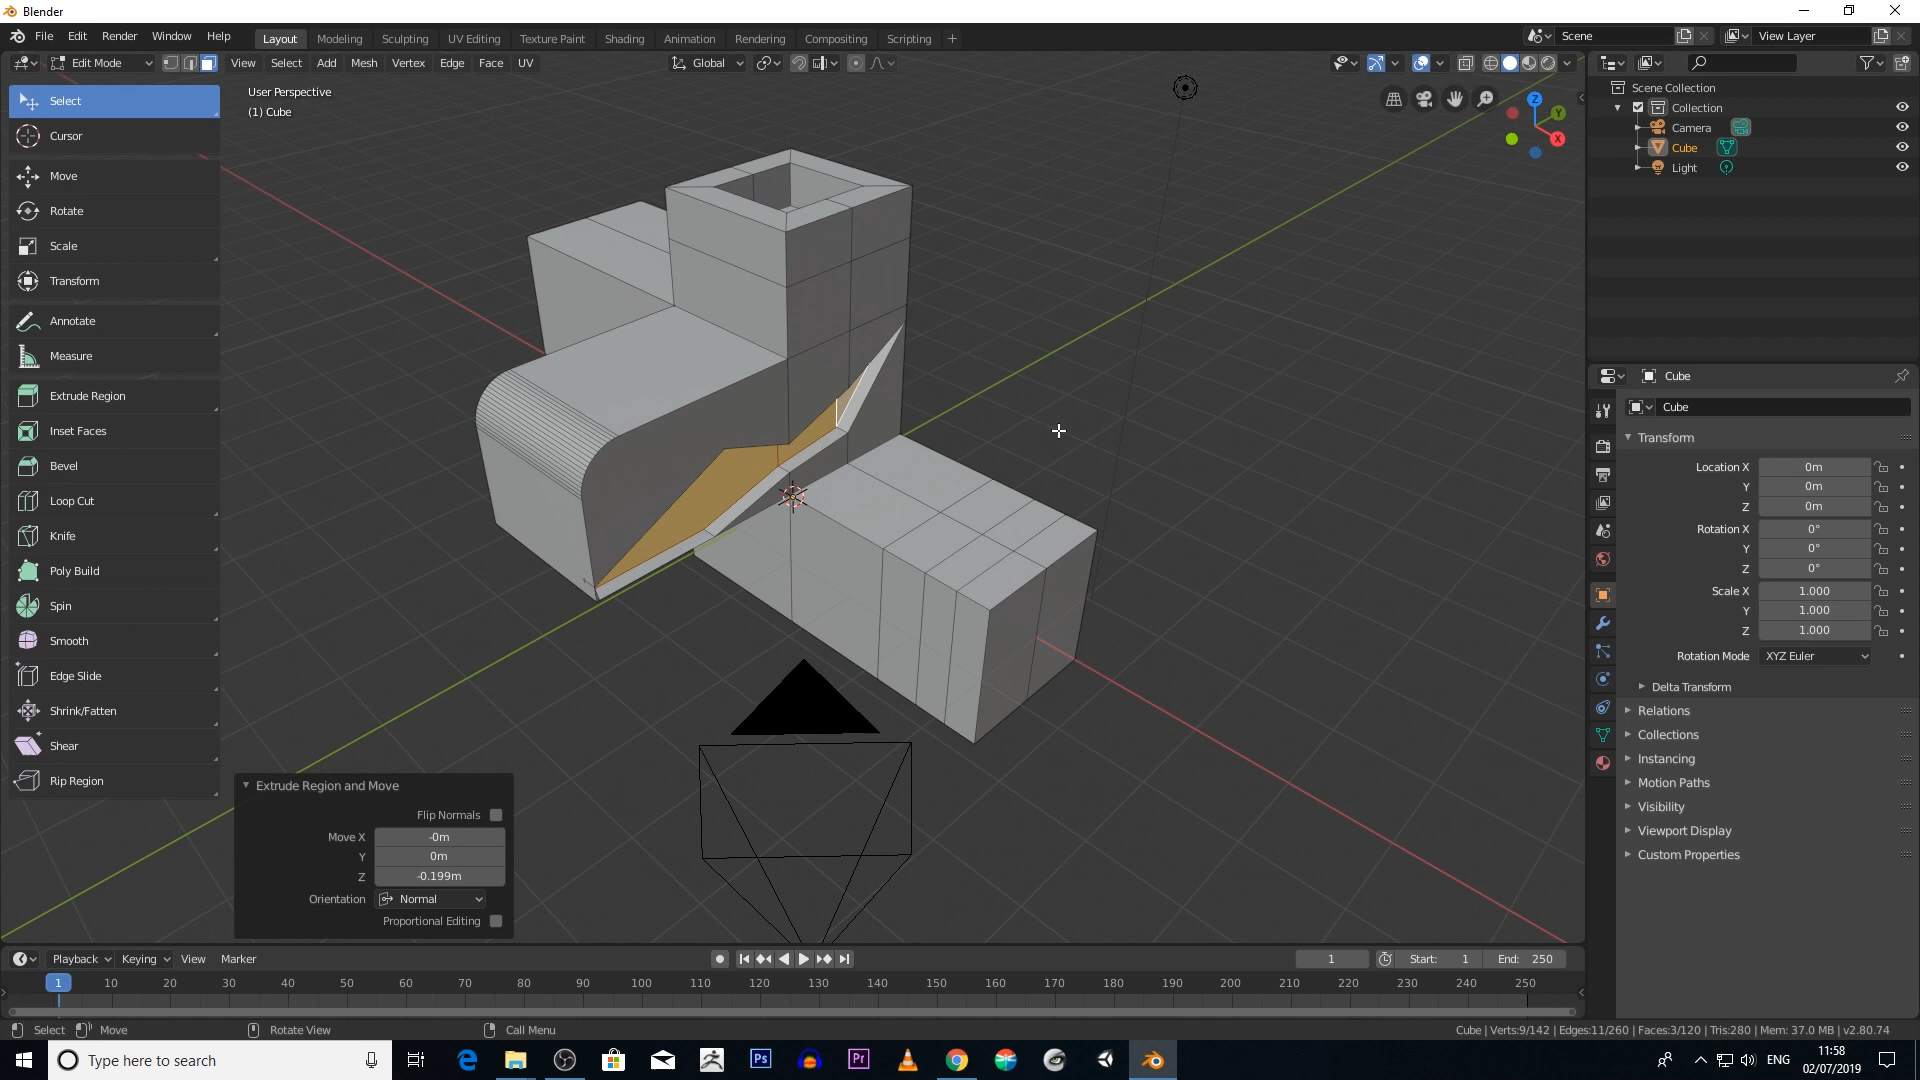 Blender
File Edit Render Window Help
Layout Modeling Sculpting UV Editing Texture Paint Shading Animation Rendering Compositing Scripting +
Scene
View Layer
Edit Mode
View Select Add Mesh Vertex Edge Face UV
Global
User Perspective
(1) Cube
Z
Y
X
Select
Cursor
Move
Rotate
Scale
Transform
Annotate
Measure
Extrude Region
Inset Faces
Bevel
Loop Cut
Knife
Poly Build
Spin
Smooth
Edge Slide
Shrink/Fatten
Shear
Rip Region
Extrude Region and Move
Flip Normals
Move X -0m
Y 0m
Z -0.199m
Orientation Normal
Proportional Editing
Scene Collection
Collection
Camera
Cube
Light
Cube
Cube
Transform
Location X 0m
Y 0m
Z 0m
Rotation X 0°
Y 0°
Z 0°
Scale X 1.000
Y 1.000
Z 1.000
Rotation Mode XYZ Euler
Delta Transform
Relations
Collections
Instancing
Motion Paths
Visibility
Viewport Display
Custom Properties
Playback Keying View Marker
1 Start: 1 End: 250
1 10 20 30 40 50 60 70 80 90 100 110 120 130 140 150 160 170 180 190 200 210 220 230 240 250
Select Move Rotate View Call Menu
Cube | Verts:9/142 | Edges:11/260 | Faces:3/120 | Tris:280 | Mem: 37.0 MB | v2.80.74
Type here to search
Ps
Pr
ENG
11:58
02/07/2019